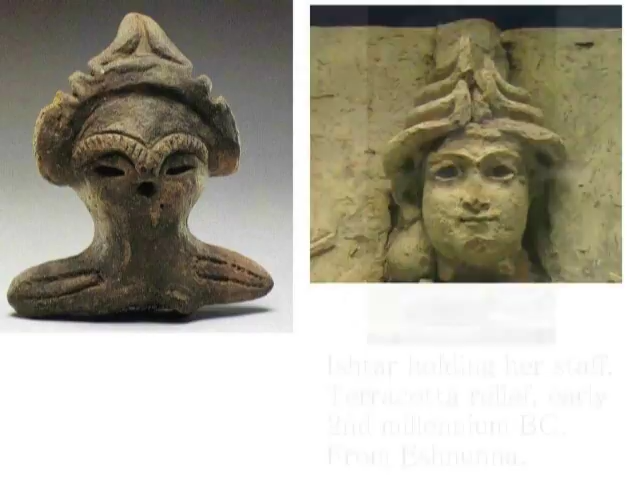 Ishtar holding her staff.
Terracotta relief, early
2nd millennium BC.
From Eshnunna.